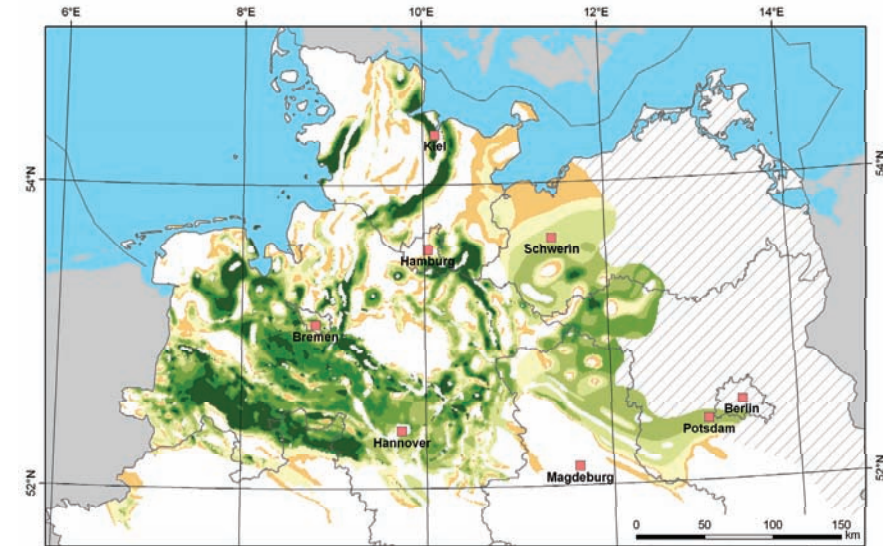 6°E 8°E 10°E 12°E 14°E
Kiel
54°N 54°N
Schwerin
Hamburg
Bremen
Berlin
Potsdam
Hannover
Magdeburg
52°N 52°N
0 50 100 150
km